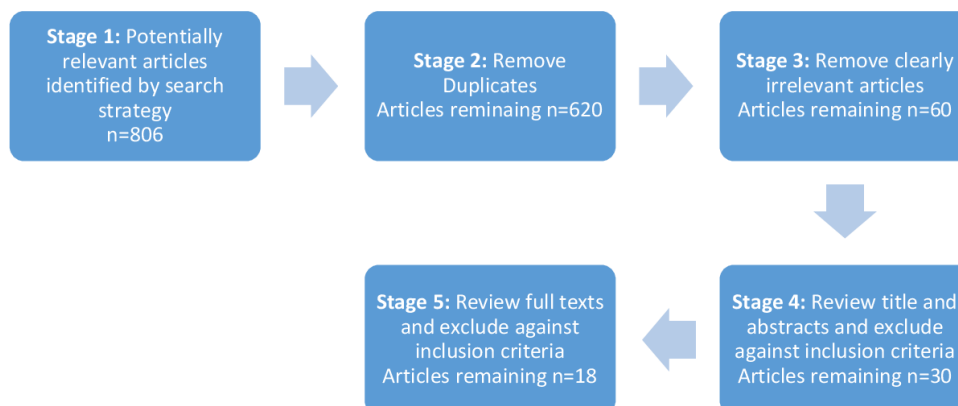 Stage 1: Potentially
relevant articles
identified by search
strategy
n=806
Stage 2: Remove
Duplicates
Articles reminaing n=620
Stage 3: Remove clearly
irrelevant articles
Articles remaining n=60
Stage 4: Review title and
abstracts and exclude
against inclusion criteria
Articles remaining n=30
Stage 5: Review full texts
and exclude against
inclusion criteria
Articles remaining n=18